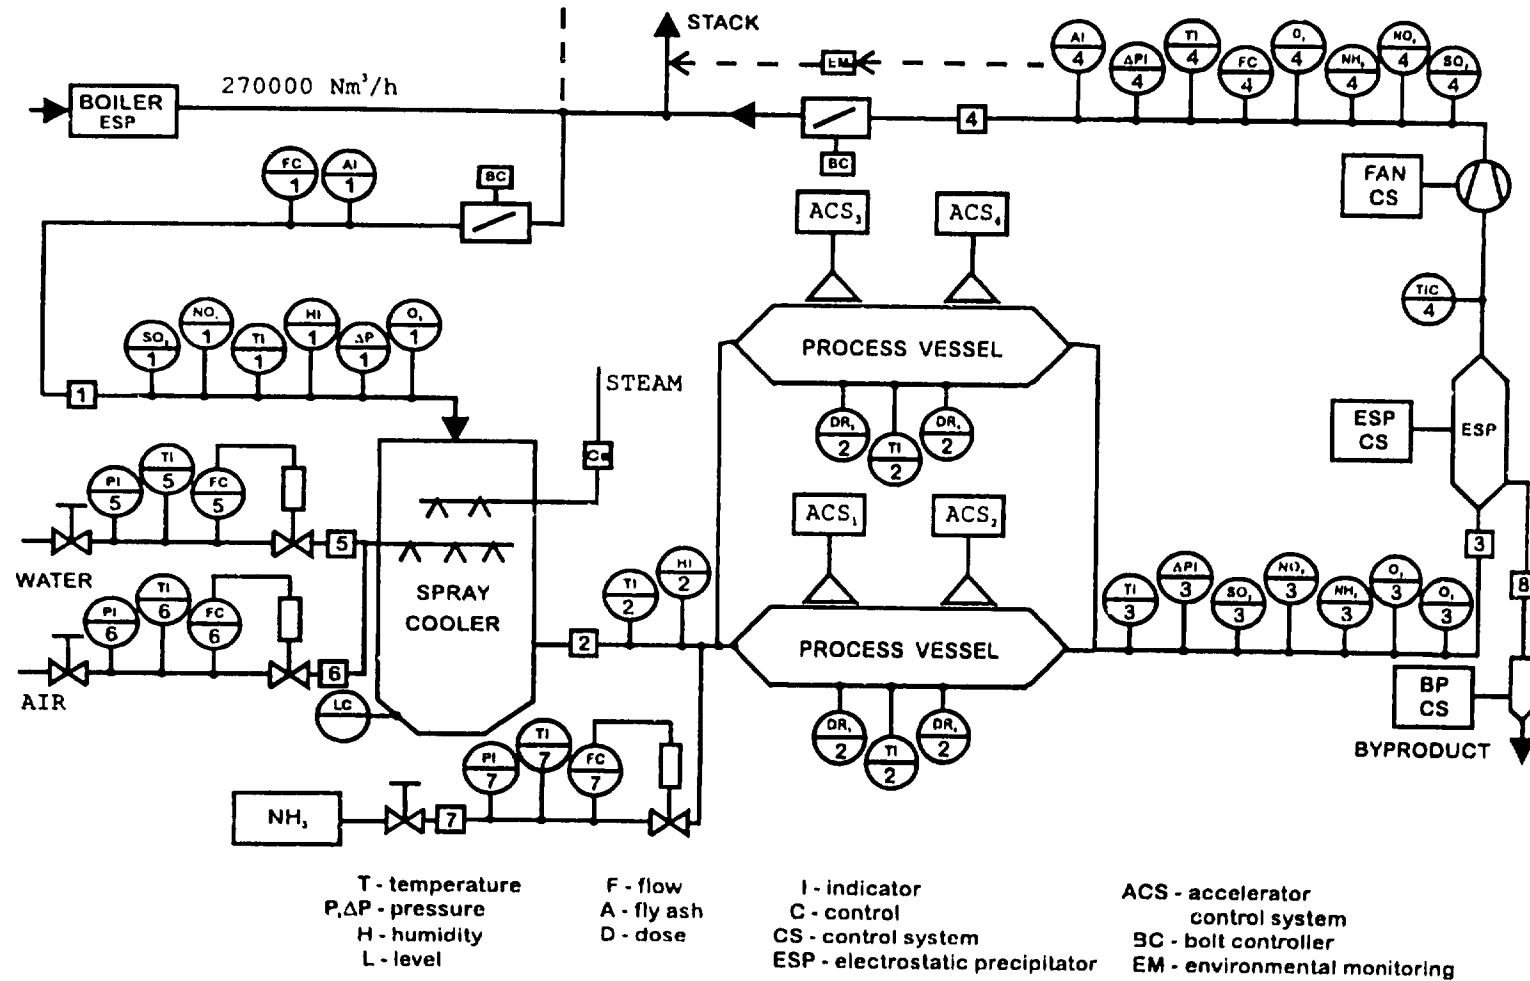 STACK
270000 Nm³/h
BOILER
ESP
EM
BC
4
AI
4
ΔPI
4
TI
4
FC
4
O₂
4
NH₃
4
NOₓ
4
SO₂
4
FAN
CS
FC
1
AI
1
BC
ACS₃
ACS₄
TIC
4
SO₂
1
NOₓ
1
TI
1
HI
1
ΔP
1
O₂
1
1
PROCESS VESSEL
STEAM
DR₁
2
TI
2
DR₁
2
ESP
CS
ESP
PI
5
TI
5
FC
5
5
WATER
ACS₁
ACS₂
3
8
SPRAY
COOLER
PI
6
TI
6
FC
6
6
AIR
LC
2
TI
2
HI
2
PROCESS VESSEL
TI
3
ΔPI
3
SO₂
3
NOₓ
3
NH₃
3
O₂
3
O₂
3
DR₁
2
TI
2
DR₁
2
BP
CS
BYPRODUCT
NH₃
7
PI
7
TI
7
FC
7
T - temperature
P,ΔP - pressure
H - humidity
L - level
F - flow
A - fly ash
D - dose
I - indicator
C - control
CS - control system
ESP - electrostatic precipitator
ACS - accelerator
control system
BC - bolt controller
EM - environmental monitoring